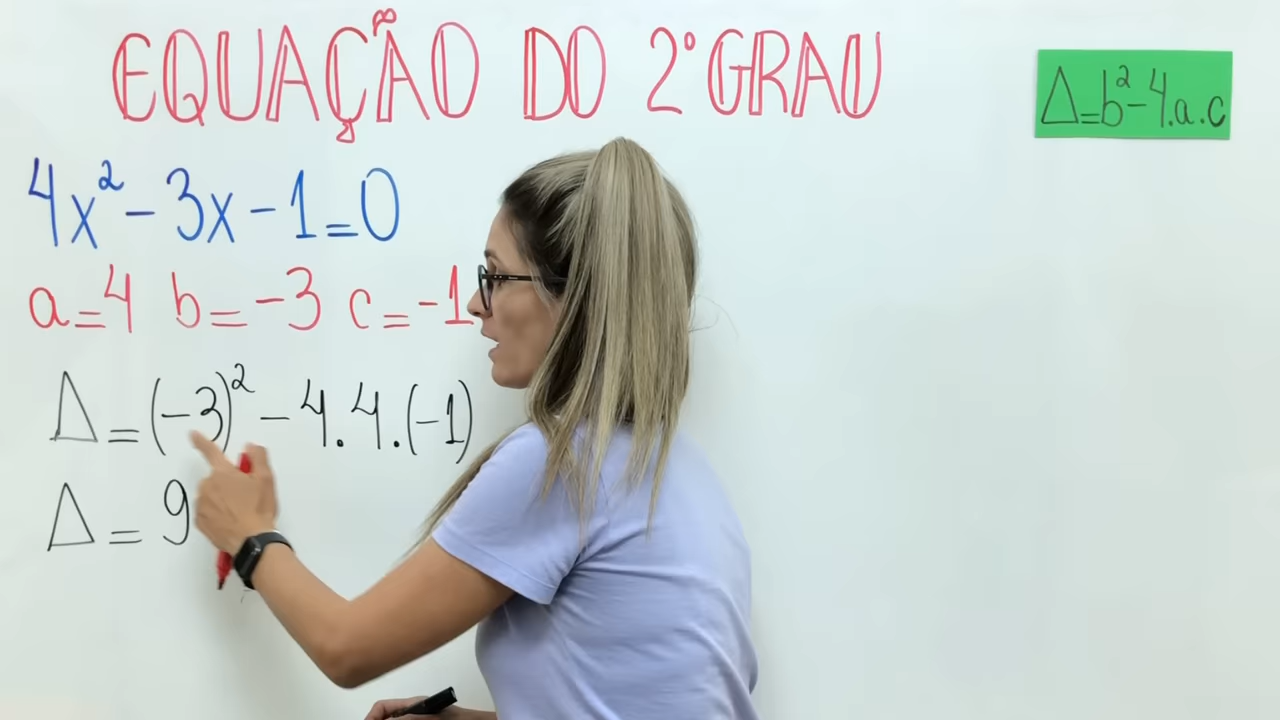 EQUAÇÃO DO 2° GRAU
Δ=b²-4.a.c
4x²-3x-1=0
a=4 b=-3 c=-1
Δ=(-3)²-4.4.(-1)
Δ=9